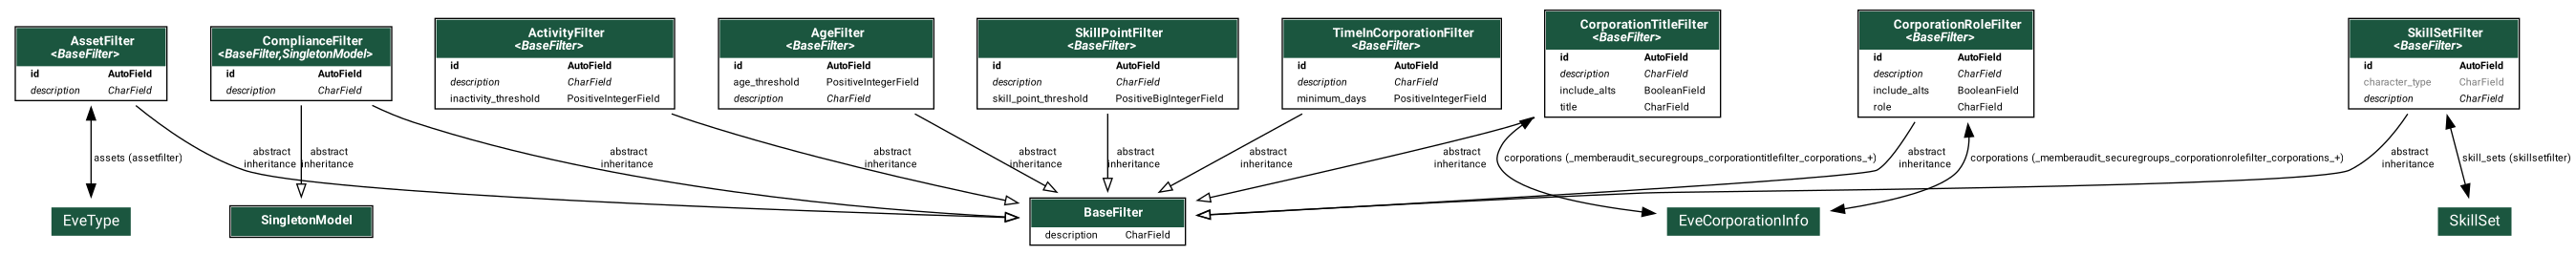 AssetFilter
<BaseFilter>
id AutoField
description CharField
ComplianceFilter
<BaseFilter,SingletonModel>
id AutoField
description CharField
ActivityFilter
<BaseFilter>
id AutoField
description CharField
inactivity_threshold PositiveIntegerField
AgeFilter
<BaseFilter>
id AutoField
age_threshold PositiveIntegerField
description CharField
SkillPointFilter
<BaseFilter>
id AutoField
description CharField
skill_point_threshold PositiveBigIntegerField
TimeInCorporationFilter
<BaseFilter>
id AutoField
description CharField
minimum_days PositiveIntegerField
CorporationTitleFilter
<BaseFilter>
id AutoField
description CharField
include_alts BooleanField
title CharField
CorporationRoleFilter
<BaseFilter>
id AutoField
description CharField
include_alts BooleanField
role CharField
SkillSetFilter
<BaseFilter>
id AutoField
character_type CharField
description CharField
assets (assetfilter)
abstract
inheritance
abstract
inheritance
abstract
inheritance
abstract
inheritance
abstract
inheritance
abstract
inheritance
abstract
inheritance
abstract
inheritance
corporations (_memberaudit_securegroups_corporationtitlefilter_corporations_+)
abstract
inheritance
corporations (_memberaudit_securegroups_corporationrolefilter_corporations_+)
abstract
inheritance
skill_sets (skillsetfilter)
EveType
SingletonModel
BaseFilter
description CharField
EveCorporationInfo
SkillSet